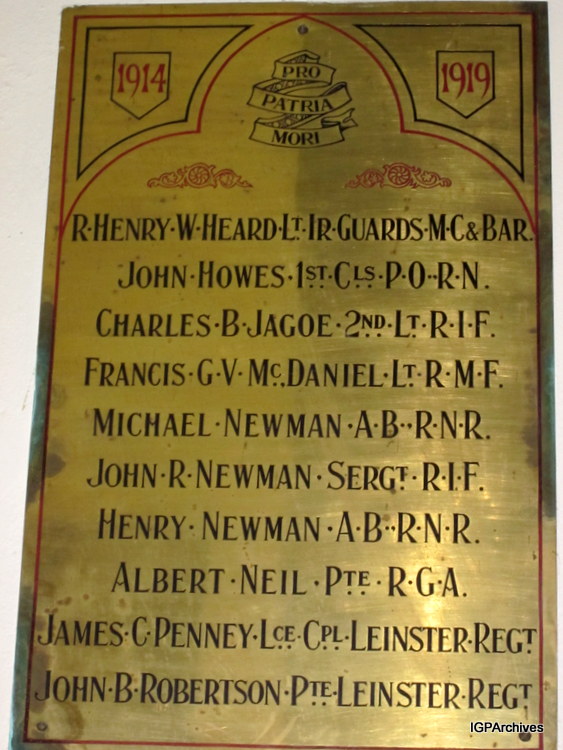 1914
PRO
PATRIA
MORI
1919
R·HENRY·W·HEARD·LT·IR·GUARDS·M·C&BAR.
JOHN·HOWES·1ST·CLS·P·O··R·N.
CHARLES·B·JAGOE·2ND·LT·R·I·F.
FRANCIS·G·V·MC.DANIEL·LT·R·M·F.
MICHAEL·NEWMAN·A·B··R·N·R.
JOHN·R·NEWMAN·SERGT·R·I·F.
HENRY·NEWMAN·A·B··R·N·R.
ALBERT·NEIL·PTE·R·G·A.
JAMES·C·PENNEY·LCE·CPL·LEINSTER·REGT
JOHN·B·ROBERTSON·PTE·LEINSTER·REGT
IGPArchives